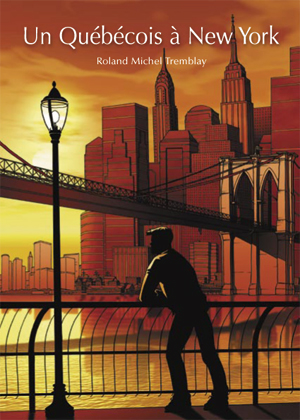 Un Québécois à New York
Roland Michel Tremblay